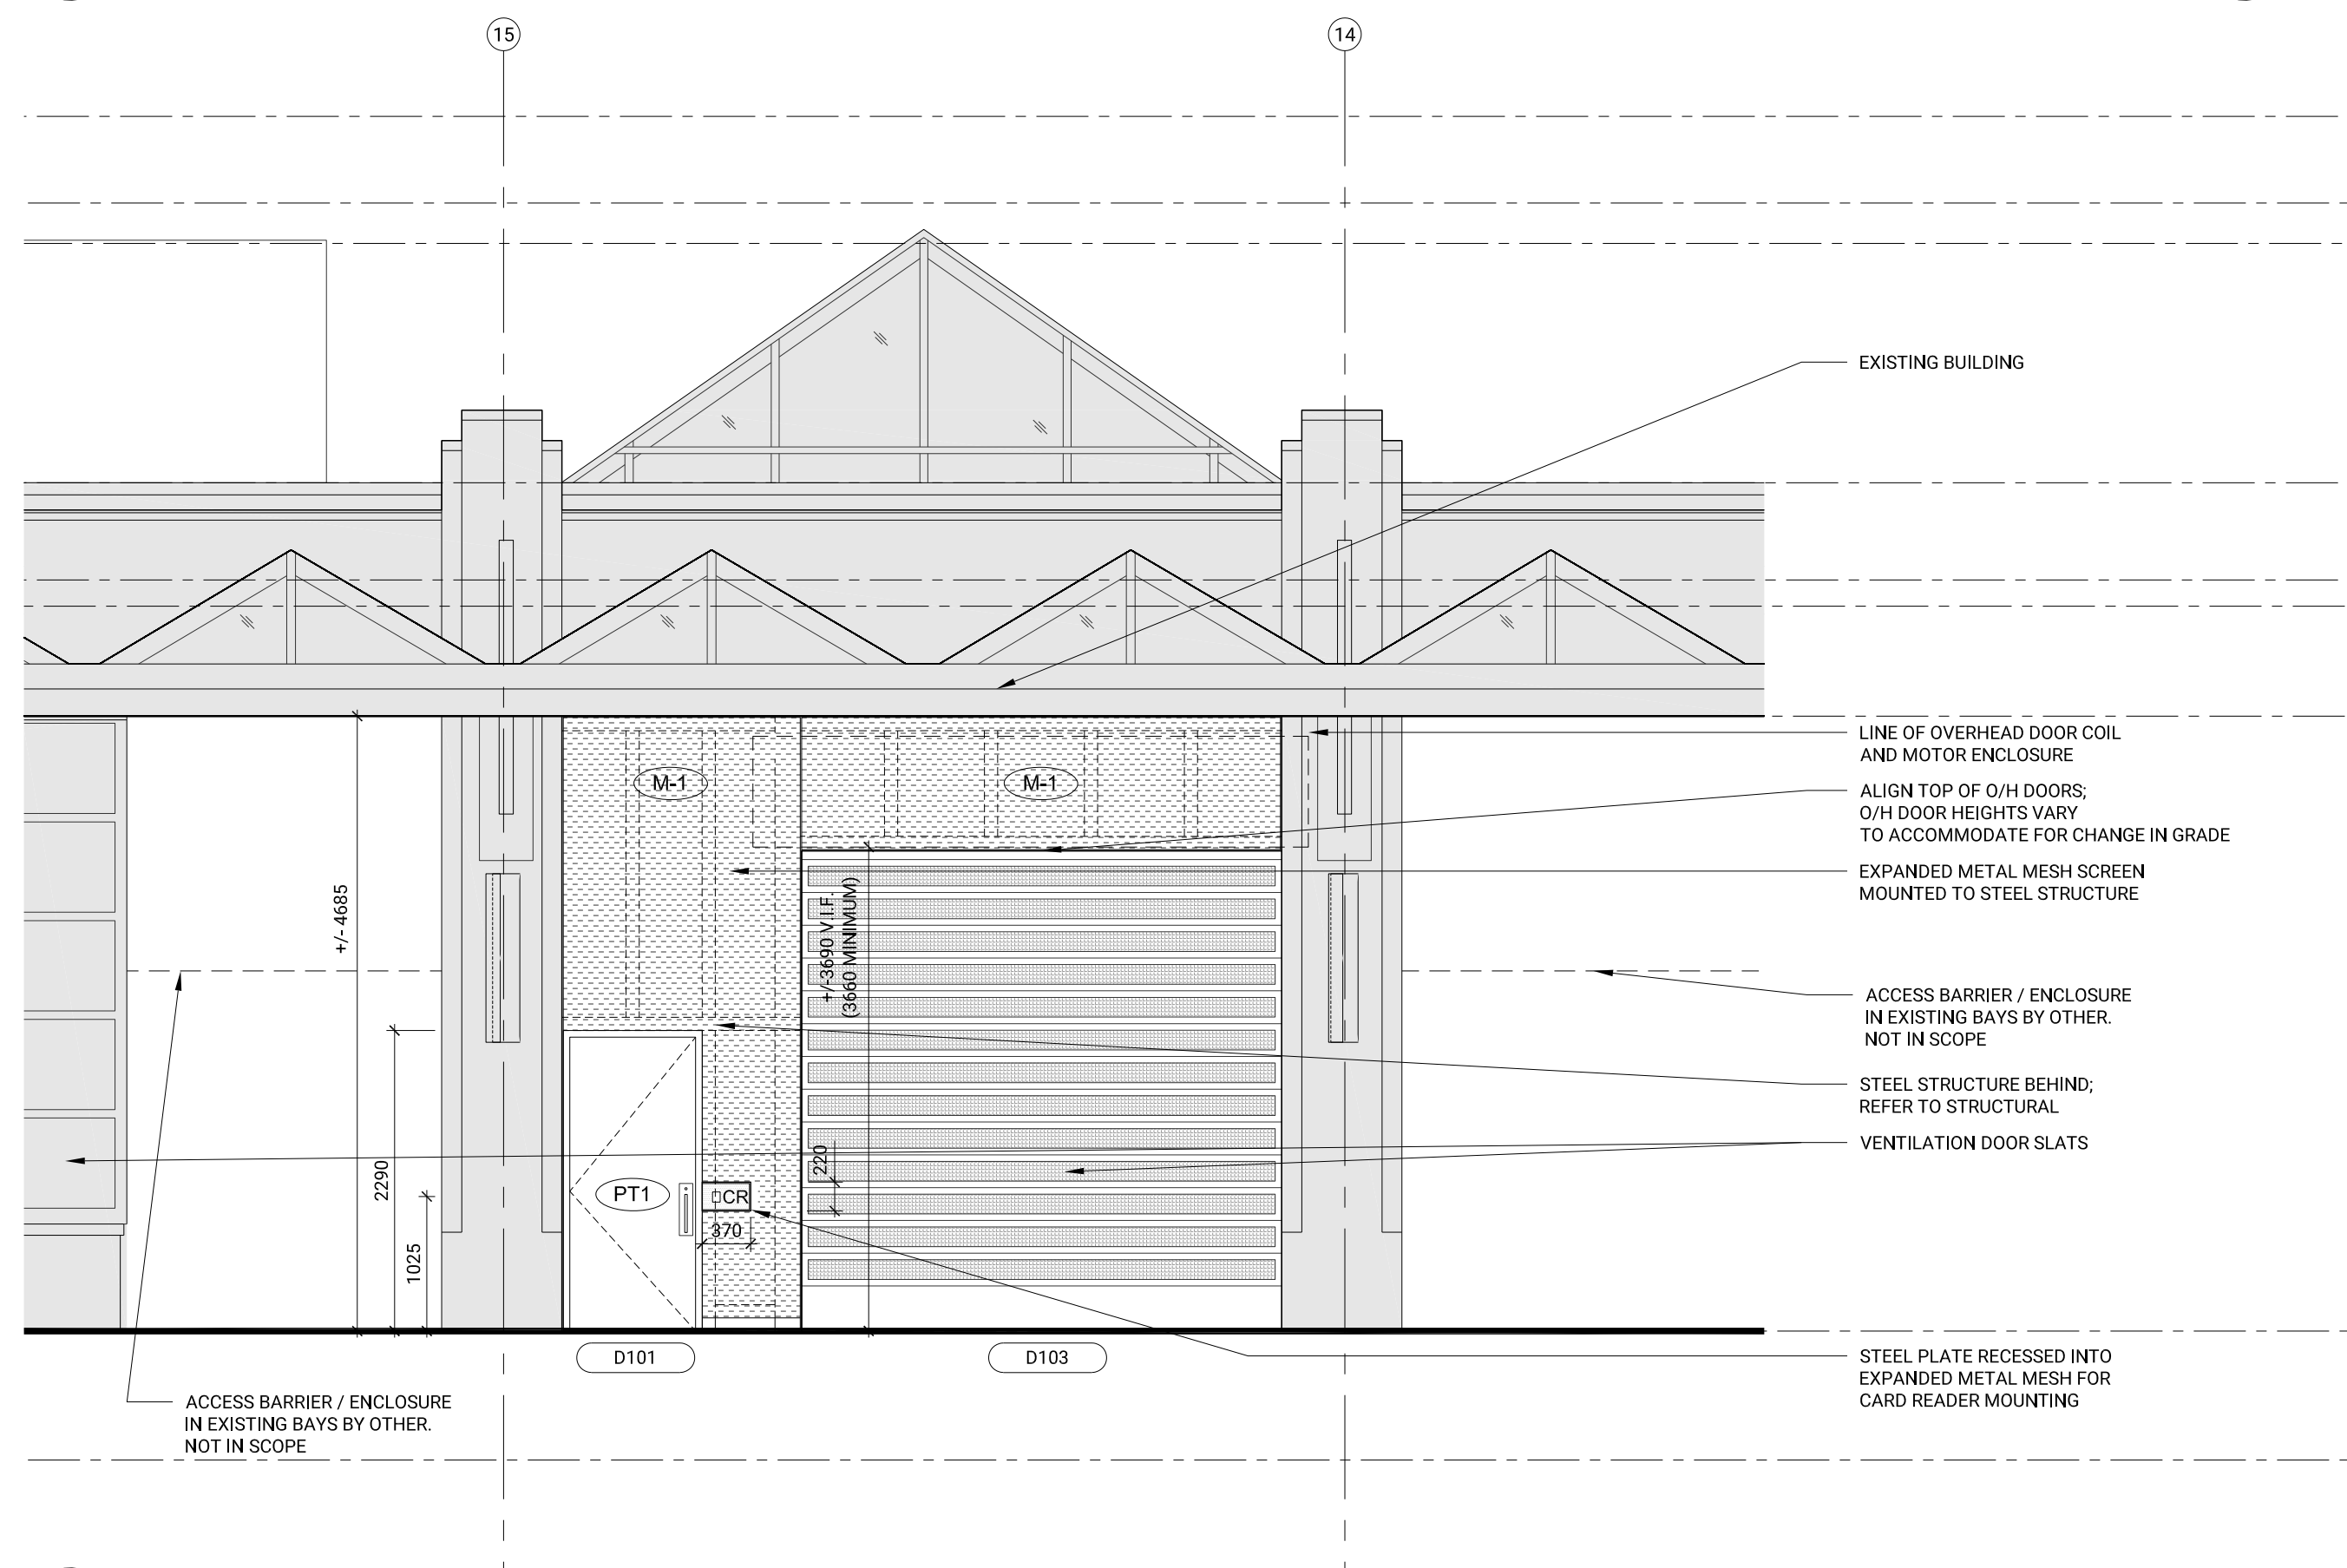 15
14
EXISTING BUILDING
LINE OF OVERHEAD DOOR COIL
AND MOTOR ENCLOSURE
M-1
M-1
ALIGN TOP OF O/H DOORS;
O/H DOOR HEIGHTS VARY
TO ACCOMMODATE FOR CHANGE IN GRADE
EXPANDED METAL MESH SCREEN
MOUNTED TO STEEL STRUCTURE
+/- 4685
+/-3690 V.I.F.
(3660 MINIMUM)
ACCESS BARRIER / ENCLOSURE
IN EXISTING BAYS BY OTHER.
NOT IN SCOPE
STEEL STRUCTURE BEHIND;
REFER TO STRUCTURAL
VENTILATION DOOR SLATS
2290
220
PT1
CR
370
1025
D101
D103
STEEL PLATE RECESSED INTO
EXPANDED METAL MESH FOR
CARD READER MOUNTING
ACCESS BARRIER / ENCLOSURE
IN EXISTING BAYS BY OTHER.
NOT IN SCOPE